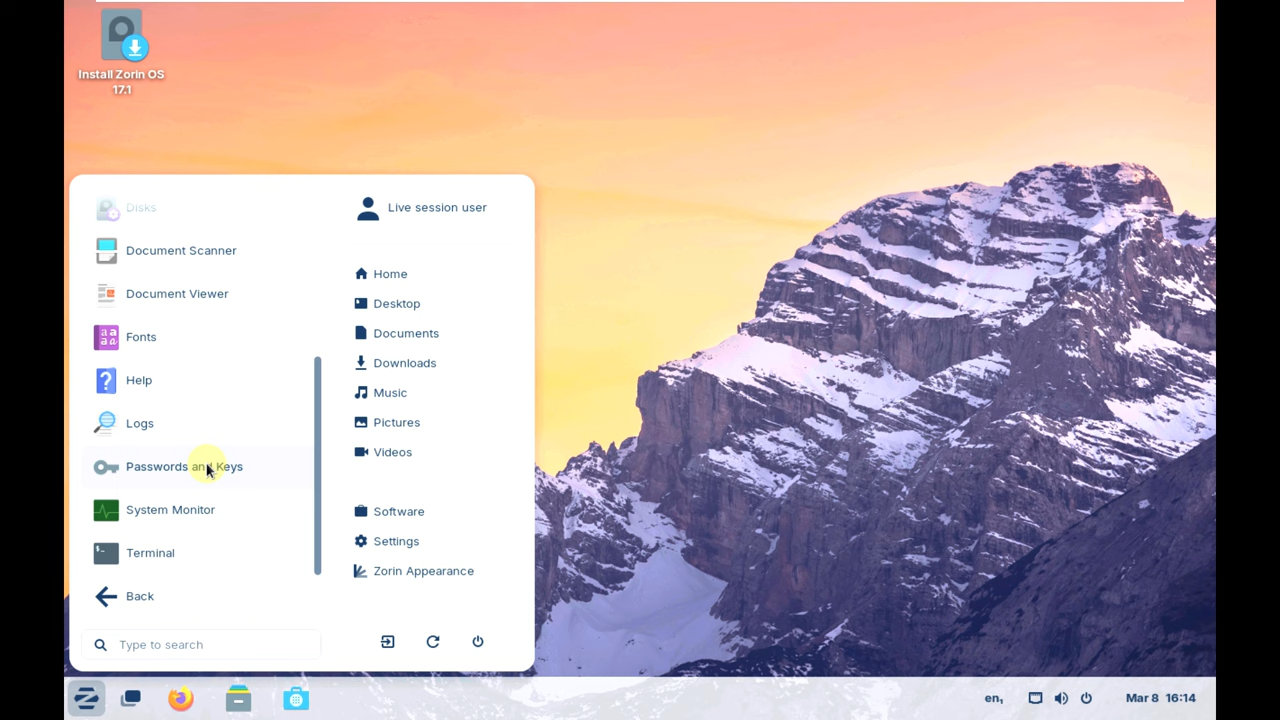 Install Zorin OS
17.1
Disks
Document Scanner
Document Viewer
Fonts
Help
Logs
Passwords and Keys
System Monitor
Terminal
Back
Type to search
Live session user
Home
Desktop
Documents
Downloads
Music
Pictures
Videos
Software
Settings
Zorin Appearance
en₁ Mar 8 16:14